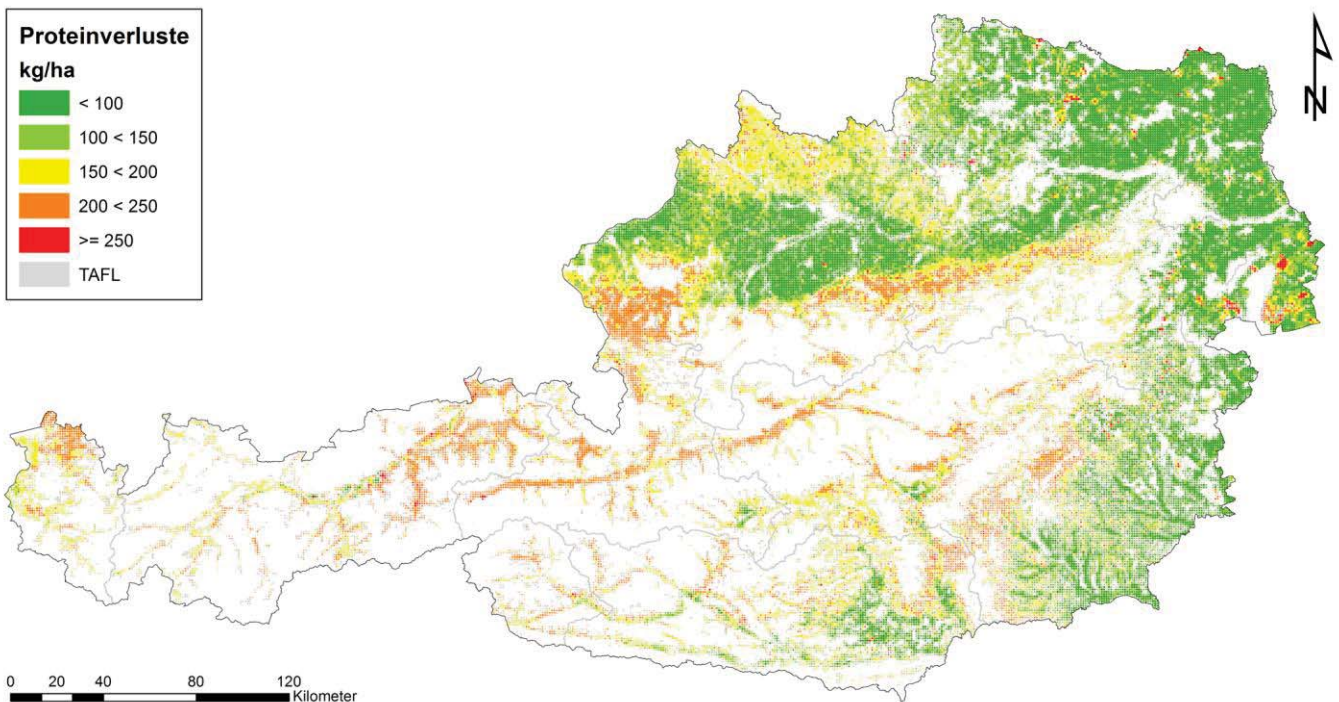 Proteinverluste
kg/ha
< 100
100 < 150
150 < 200
200 < 250
>= 250
TAFL
N
0 20 40 80 120
Kilometer